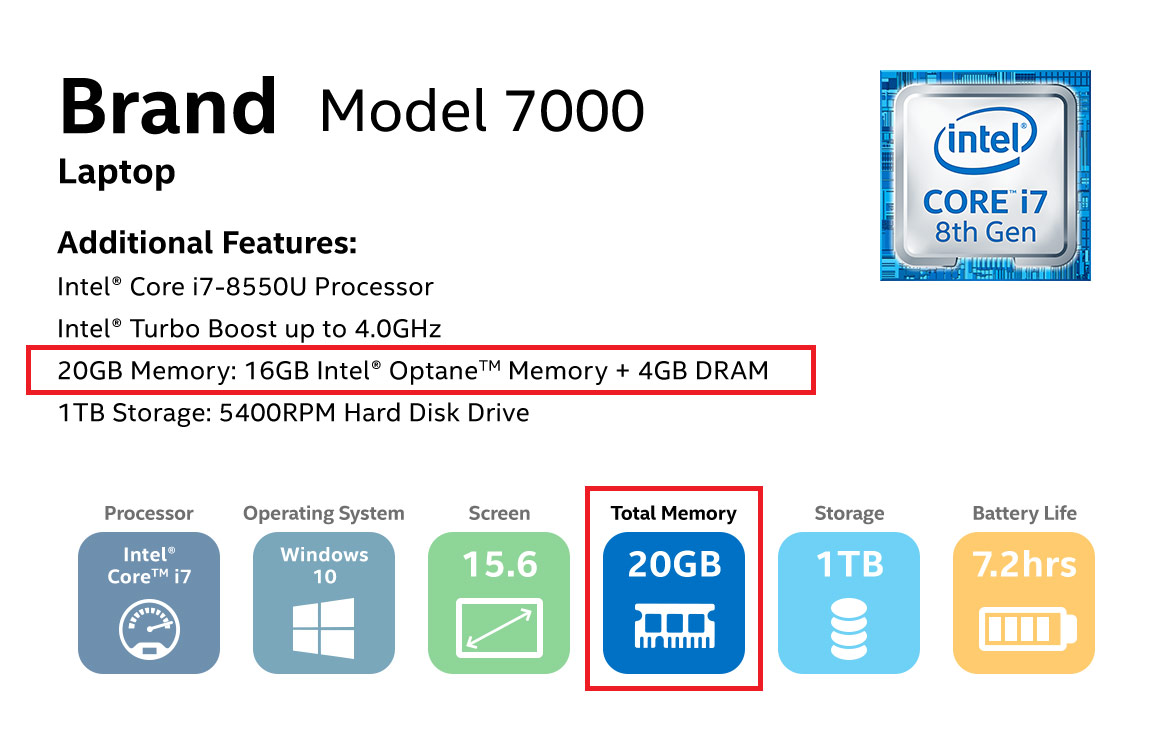 Brand Model 7000
Laptop
intel®
CORE™ i7
8th Gen
Additional Features:
Intel® Core i7-8550U Processor
Intel® Turbo Boost up to 4.0GHz
20GB Memory: 16GB Intel® Optane™ Memory + 4GB DRAM
1TB Storage: 5400RPM Hard Disk Drive
Processor
Intel®
Core™ i7
Operating System
Windows
10
Screen
15.6
Total Memory
20GB
Storage
1TB
Battery Life
7.2hrs